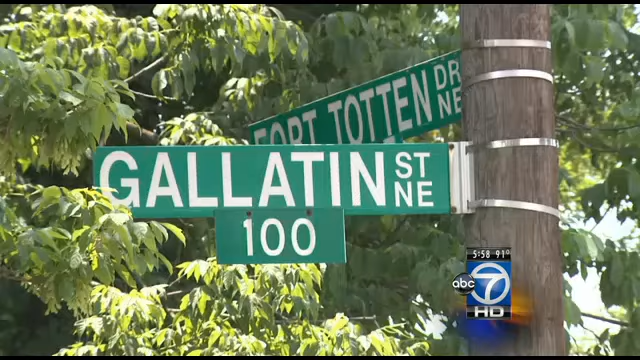 FORT TOTTEN DR NE
GALLATIN ST NE
100
5:58 91°
abc 7
HD